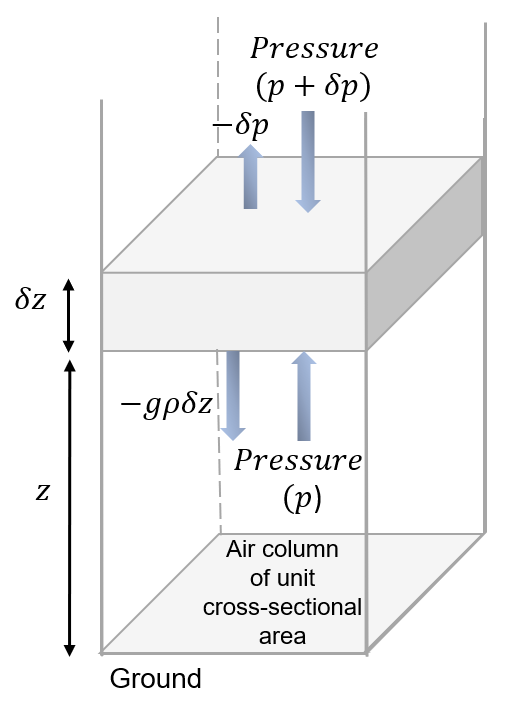 Pressure
(p + δp)
−δp
δz
−gρδz
Pressure
(p)
z
Air column
of unit
cross-sectional
area
Ground